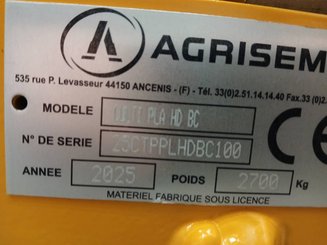 AGRISEM
535 rue P. Levasseur 44150 ANCENIS - (F) - Tél. 33(0)2.51.14.14.40 Fax.33 (0)2.
MODELE PLA HD BC
N° DE SERIE 25CTPPLHDBC100
CE
ANNEE 2025 POIDS 2700 Kg
MATERIEL FABRIQUE SOUS LICENCE